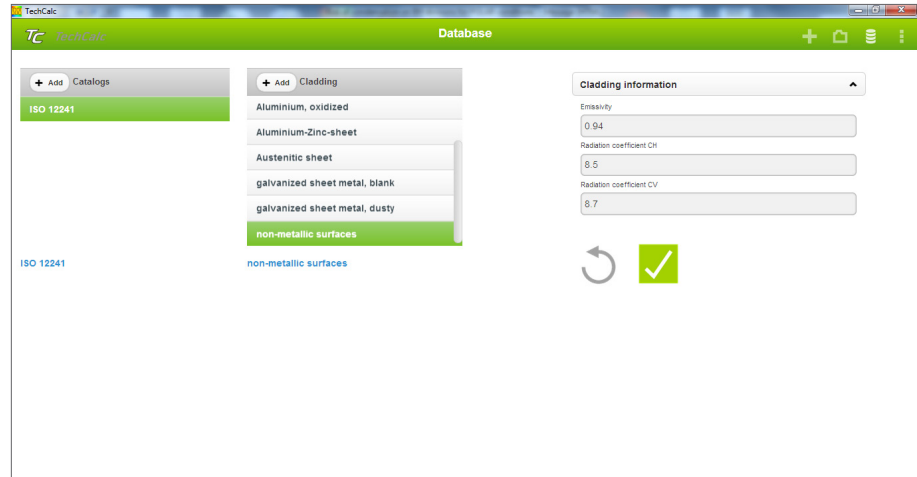 TechCalc
TC TechCalc
Database
+ Add Catalogs
ISO 12241
ISO 12241
+ Add Cladding
Aluminium, oxidized
Aluminium-Zinc-sheet
Austenitic sheet
galvanized sheet metal, blank
galvanized sheet metal, dusty
non-metallic surfaces
non-metallic surfaces
Cladding information
Emissivity
0.94
Radiation coefficient CH
8.5
Radiation coefficient CV
8.7